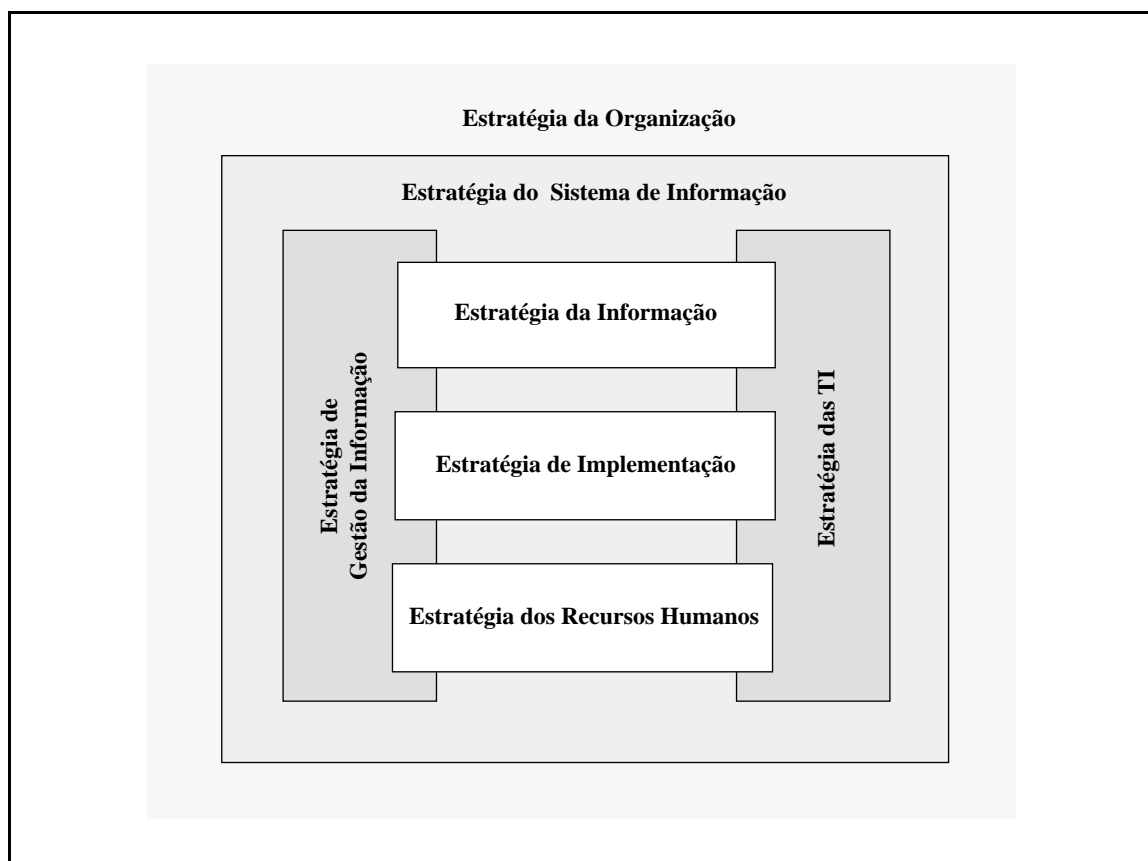 Estratégia da Organização
Estratégia do Sistema de Informação
Estratégia de
Gestão da Informação
Estratégia da Informação
Estratégia de Implementação
Estratégia dos Recursos Humanos
Estratégia das TI